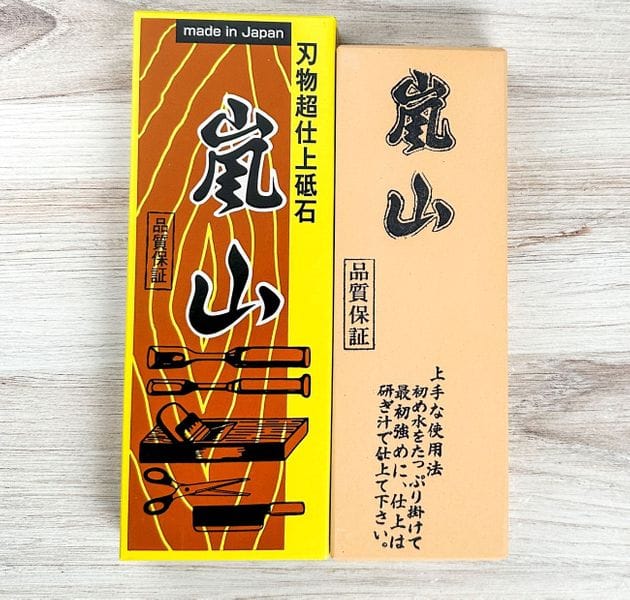 made in Japan
刃物超仕上砥石
嵐山
品質保証
嵐山
品質保証
上手な使用法
初め水をたっぷり掛けて
最初強めに、仕上は
研ぎ汁で仕上て下さい。